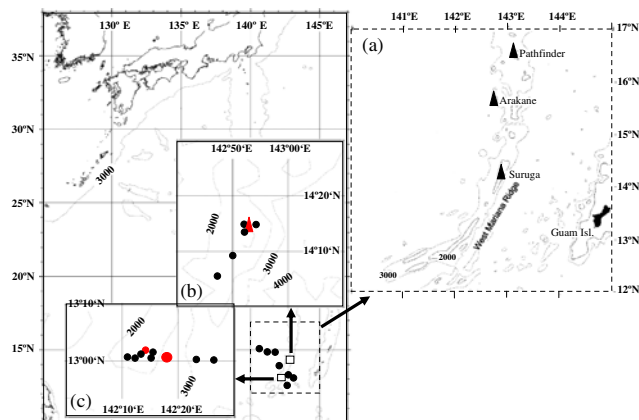 130° E
135° E
140° E
145° E
35°N
31°N
29°N
25°N
20°N
15°N
3000
(a)
141°E
142°E
143°E
144°E
17°N
16°N
15°N
14°N
13°N
12°N
Pathfinder
Arakane
Suruga
West Mariana Ridge
Guam Isl.
2000
3000
142°50'E
143°00'E
14°20'N
14°10'N
2000
3000
4000
(b)
13°10'N
13°00'N
142°10'E
142°20'E
2000
3000
(c)